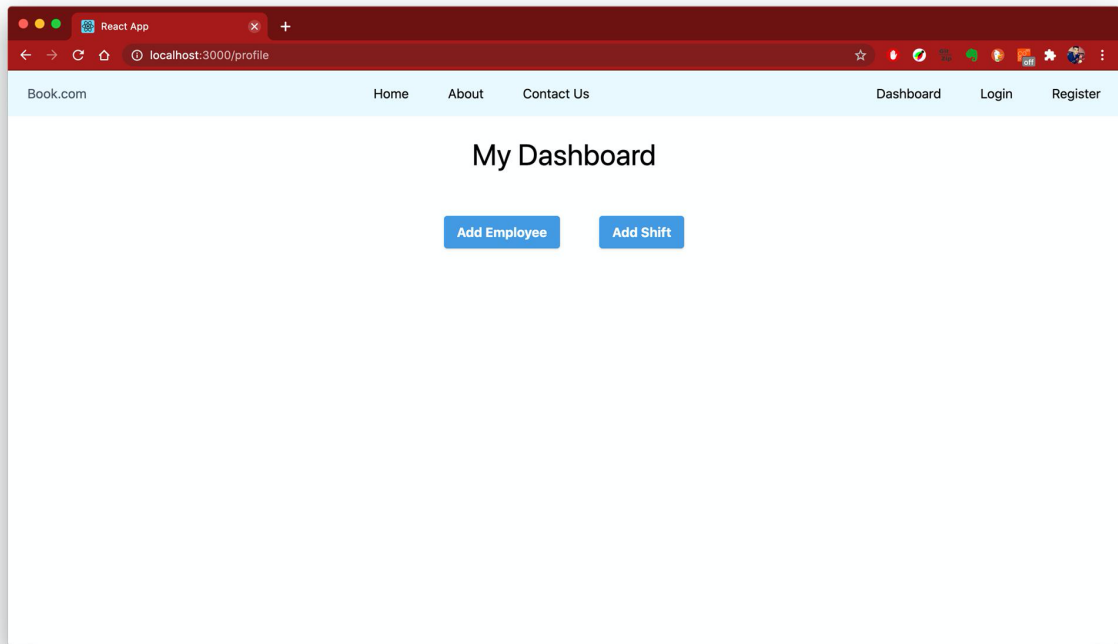 React App
localhost:3000/profile
off
Book.com Home About Contact Us Dashboard Login Register
My Dashboard
Add Employee Add Shift